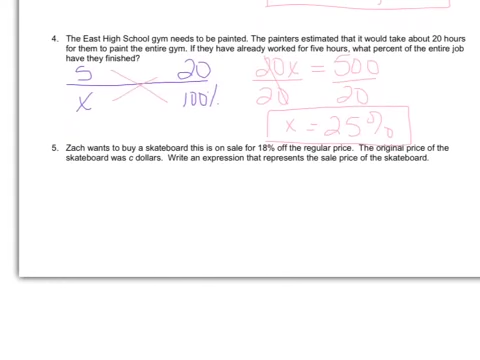 4. The East High School gym needs to be painted. The painters estimated that it would take about 20 hours
for them to paint the entire gym. If they have already worked for five hours, what percent of the entire job
have they finished?
5 20 20x = 500
x 100% 20 20
x = 25%
5. Zach wants to buy a skateboard this is on sale for 18% off the regular price. The original price of the
skateboard was c dollars. Write an expression that represents the sale price of the skateboard.